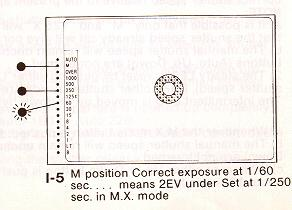 AUTO
M
OVER
1000
500
250
125
60
30
15
8
4
2
1
LT
B
I-5 M position Correct exposure at 1/60
sec. . . . means 2EV under Set at 1/250
sec. in M.X. mode